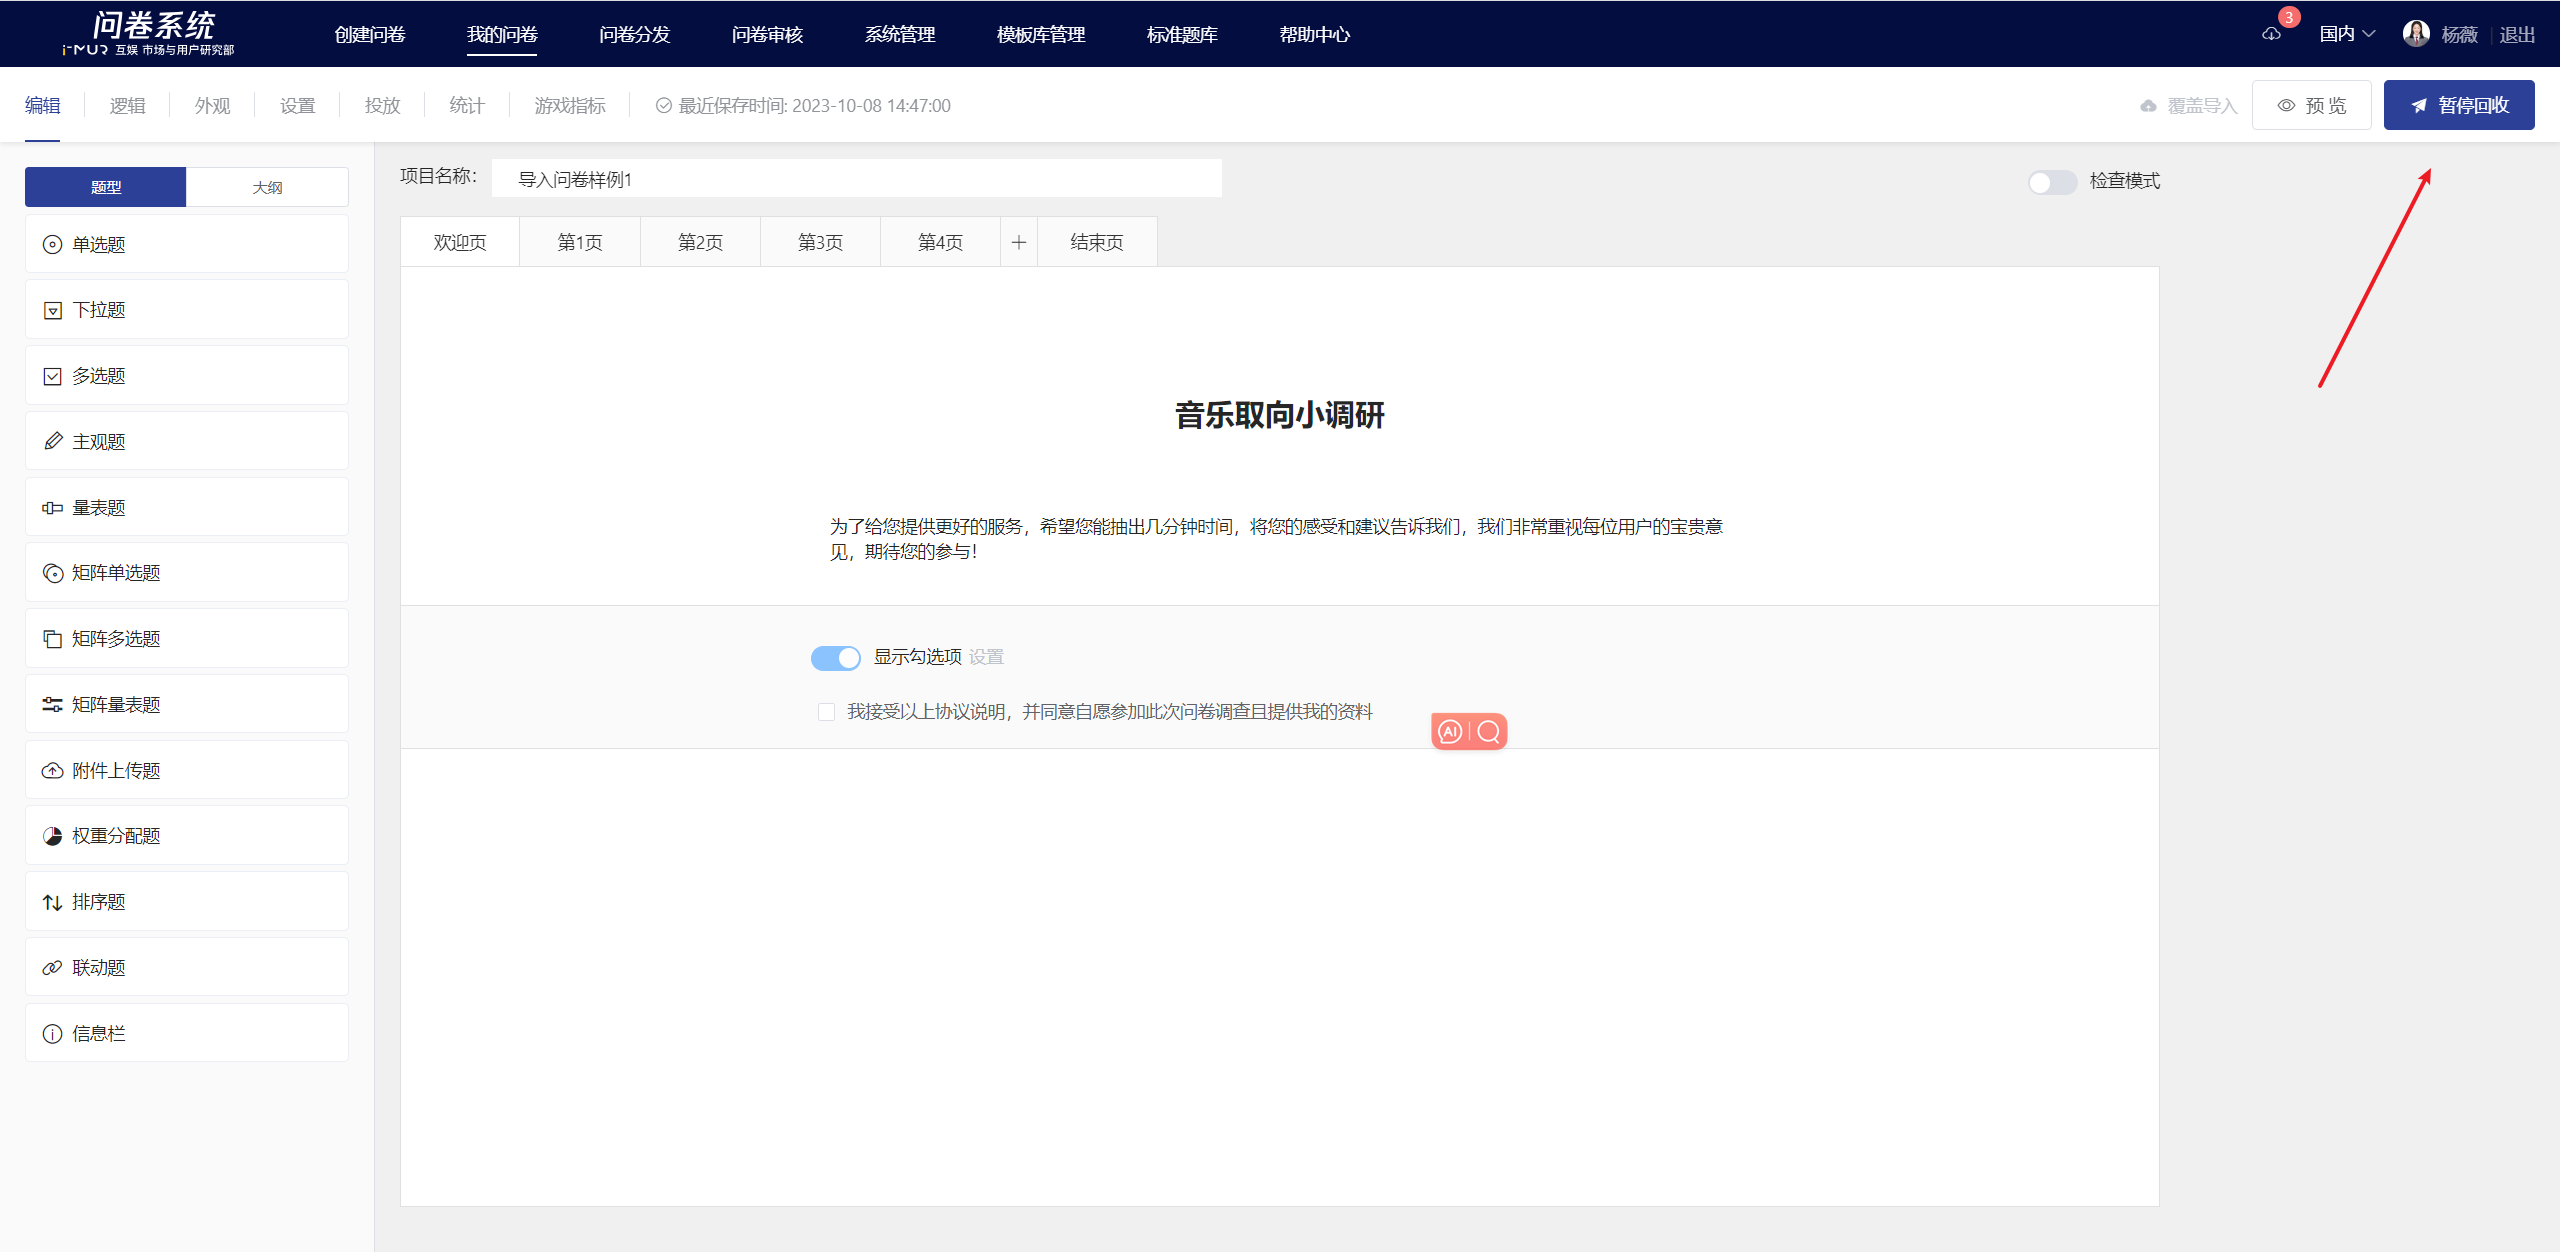 问卷系统
i-MUR 互娱 市场与用户研究部
创建问卷 我的问卷 问卷分发 问卷审核 系统管理 模板库管理 标准题库 帮助中心
3
国内 杨薇 退出
编辑 逻辑 外观 设置 投放 统计 游戏指标 最近保存时间: 2023-10-08 14:47:00
覆盖导入 预览 暂停回收
题型 大纲
单选题
下拉题
多选题
主观题
量表题
矩阵单选题
矩阵多选题
矩阵量表题
附件上传题
权重分配题
排序题
联动题
信息栏
项目名称: 导入问卷样例1
检查模式
欢迎页 第1页 第2页 第3页 第4页 + 结束页
音乐取向小调研
为了给您提供更好的服务，希望您能抽出几分钟时间，将您的感受和建议告诉我们，我们非常重视每位用户的宝贵意
见，期待您的参与！
显示勾选项 设置
我接受以上协议说明，并同意自愿参加此次问卷调查且提供我的资料
AI